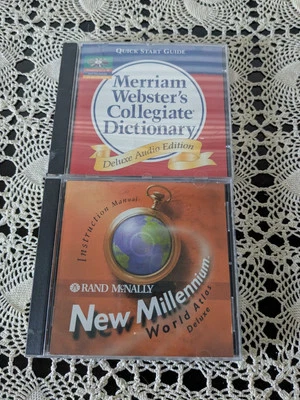 QUICK START GUIDE
Merriam
Webster's
Collegiate
Dictionary
Deluxe Audio Edition
Instruction Manual
RAND McNALLY
New Millennium
World Atlas
Deluxe